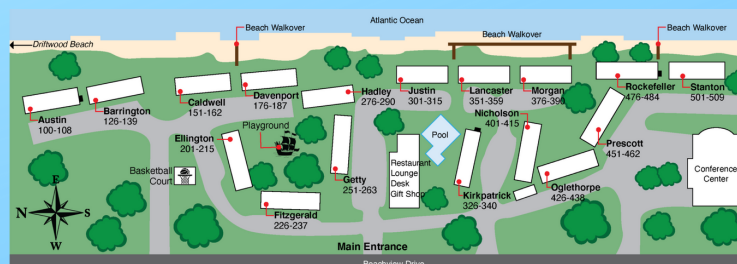 Atlantic Ocean
Beach Walkover
Beach Walkover
Beach Walkover
Driftwood Beach
Austin
100-108
Barrington
126-139
Caldwell
151-162
Davenport
176-187
Hadley
276-290
Justin
301-315
Lancaster
351-359
Morgan
376-390
Rockefeller
476-484
Stanton
501-509
Nicholson
401-415
Prescott
451-462
Ellington
201-215
Playground
Pool
Basketball
Court
Restaurant
Lounge
Desk
Gift Shop
Getty
251-263
Kirkpatrick
326-340
Oglethorpe
426-438
Conference
Center
Fitzgerald
226-237
E
N
S
W
Main Entrance
Beachview Drive